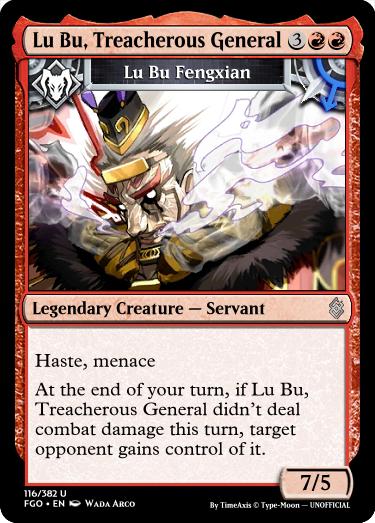 Lu Bu, Treacherous General 3
Lu Bu Fengxian
Legendary Creature — Servant
Haste, menace
At the end of your turn, if Lu Bu,
Treacherous General didn't deal
combat damage this turn, target
opponent gains control of it.
7/5
116/382 U
FGO • EN Wada Arco
By TimeAxis © Type-Moon — UNOFFICIAL